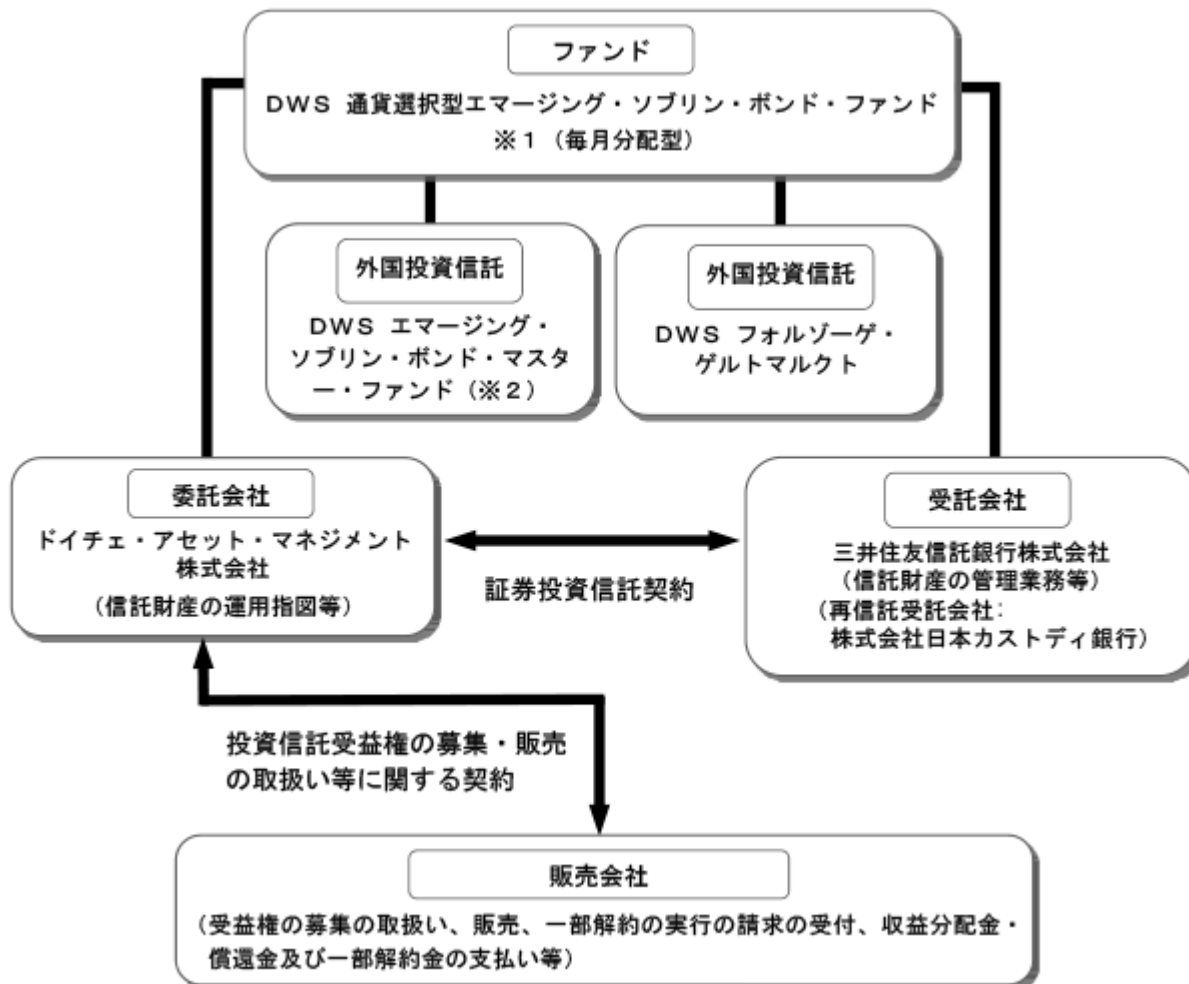 ファンド
DWS 通貨選択型エマージング・ソブリン・ボンド・ファンド
※1(毎月分配型)
外国投資信託
DWS エマージング・
ソブリン・ボンド・マスタ
ー・ファンド(※2)
外国投資信託
DWS フォルゾーゲ・
ゲルトマルクト
委託会社
ドイチェ・アセット・マネジメント
株式会社
(信託財産の運用指図等)
証券投資信託契約
受託会社
三井住友信託銀行株式会社
(信託財産の管理業務等)
(再信託受託会社:
株式会社日本カストディ銀行)
投資信託受益権の募集・販売
の取扱い等に関する契約
販売会社
(受益権の募集の取扱い、販売、一部解約の実行の請求の受付、収益分配金・
償還金及び一部解約金の支払い等)